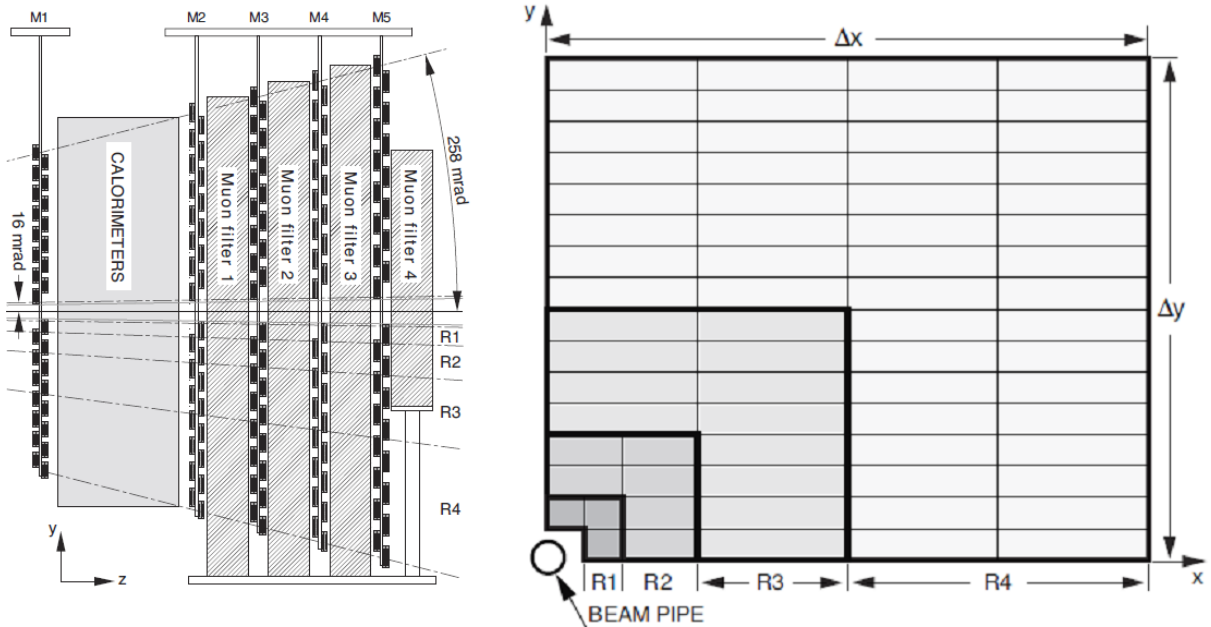 M1
M2
M3
M4
M5
16 mrad
CALORIMETERS
Muon filter 1
Muon filter 2
Muon filter 3
Muon filter 4
258 mrad
R1
R2
R3
R4
y
z
y
Δx
Δy
x
R1
R2
R3
R4
BEAM PIPE